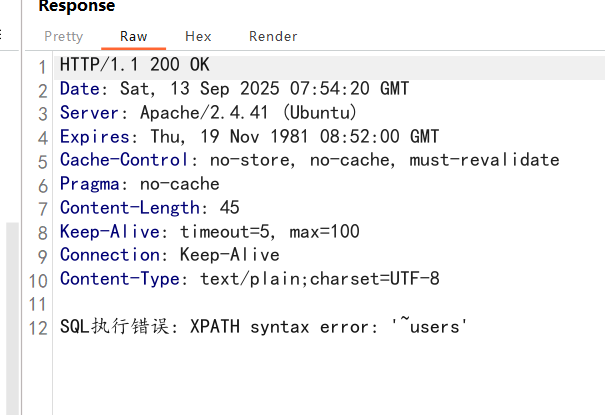 Response
Pretty Raw Hex Render
1 HTTP/1.1 200 OK
2 Date: Sat, 13 Sep 2025 07:54:20 GMT
3 Server: Apache/2.4.41 (Ubuntu)
4 Expires: Thu, 19 Nov 1981 08:52:00 GMT
5 Cache-Control: no-store, no-cache, must-revalidate
6 Pragma: no-cache
7 Content-Length: 45
8 Keep-Alive: timeout=5, max=100
9 Connection: Keep-Alive
10 Content-Type: text/plain;charset=UTF-8
11
12 SQL执行错误: XPATH syntax error: '~users'